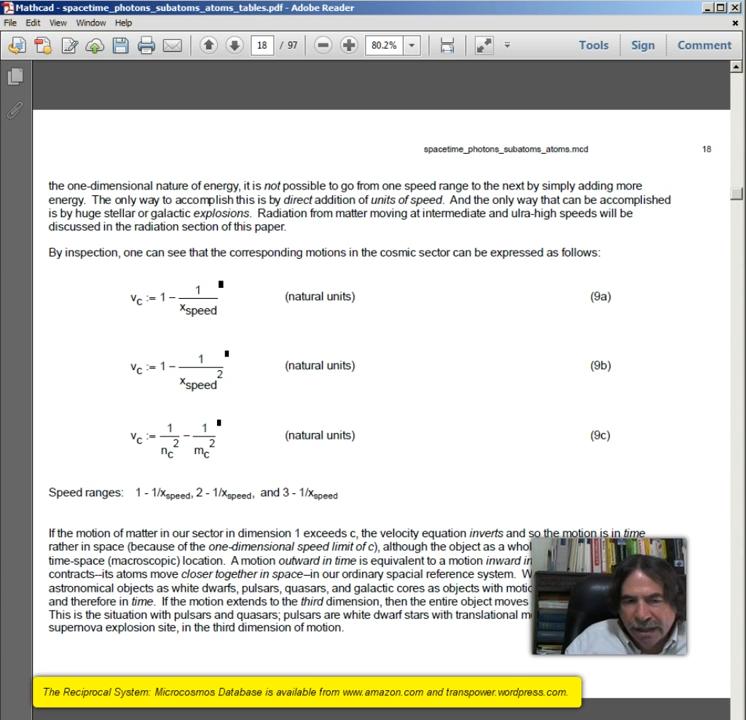 Mathcad - spacetime_photons_subatoms_atoms_tables.pdf - Adobe Reader
File Edit View Window Help
18 / 97 80.2% Tools Sign Comment
spacetime_photons_subatoms_atoms.mcd 18
the one-dimensional nature of energy, it is not possible to go from one speed range to the next by simply adding more
energy. The only way to accomplish this is by direct addition of units of speed. And the only way that can be accomplished
is by huge stellar or galactic explosions. Radiation from matter moving at intermediate and ulra-high speeds will be
discussed in the radiation section of this paper.
By inspection, one can see that the corresponding motions in the cosmic sector can be expressed as follows:
v_c := 1 - 1/x_speed (natural units) (9a)
v_c := 1 - 1/x_speed^2 (natural units) (9b)
v_c := 1/n_c^2 - 1/m_c^2 (natural units) (9c)
Speed ranges: 1 - 1/x_speed, 2 - 1/x_speed, and 3 - 1/x_speed
If the motion of matter in our sector in dimension 1 exceeds c, the velocity equation inverts and so the motion is in time
rather in space (because of the one-dimensional speed limit of c), although the object as a
time-space (macroscopic) location. A motion outward in time is equivalent to a motion inward
contracts--its atoms move closer together in space--in our ordinary spacial reference system.
astronomical objects as white dwarfs, pulsars, quasars, and galactic cores as objects with
and therefore in time. If the motion extends to the third dimension, then the entire object moves
This is the situation with pulsars and quasars; pulsars are white dwarf stars with translational
supernova explosion site, in the third dimension of motion.
The Reciprocal System: Microcosmos Database is available from www.amazon.com and transpower.wordpress.com.